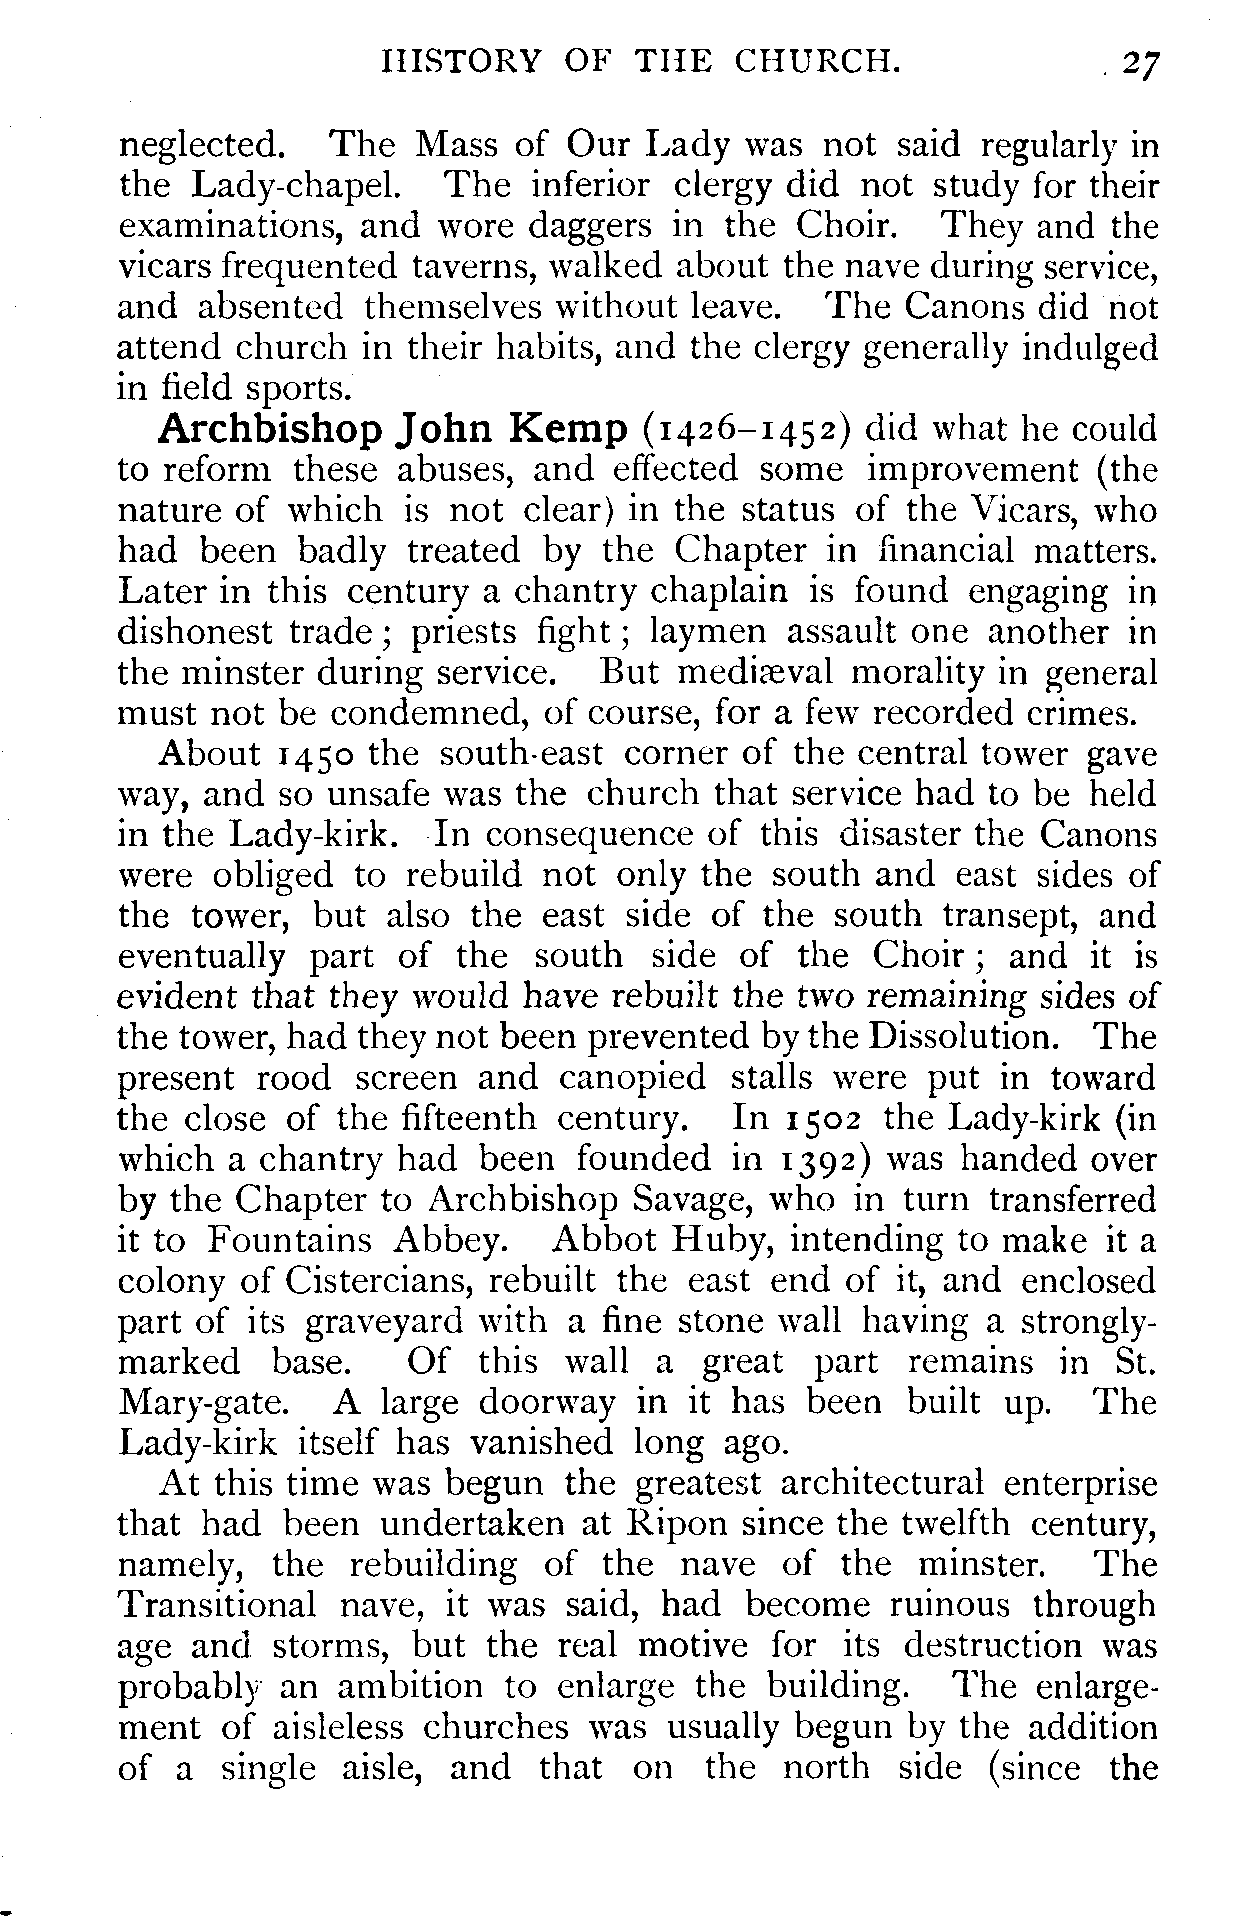 HISTORY OF THE CHURCH. 27
neglected. The Mass of Our Lady was not said regularly in
the Lady-chapel. The inferior clergy did not study for their
examinations, and wore daggers in the Choir. They and the
vicars frequented taverns, walked about the nave during service,
and absented themselves without leave. The Canons did not
attend church in their habits, and the clergy generally indulged
in field sports.
Archbishop John Kemp (1426–1452) did what he could
to reform these abuses, and effected some improvement (the
nature of which is not clear) in the status of the Vicars, who
had been badly treated by the Chapter in financial matters.
Later in this century a chantry chaplain is found engaging in
dishonest trade ; priests fight ; laymen assault one another in
the minster during service. But mediæval morality in general
must not be condemned, of course, for a few recorded crimes.
About 1450 the south-east corner of the central tower gave
way, and so unsafe was the church that service had to be held
in the Lady-kirk. In consequence of this disaster the Canons
were obliged to rebuild not only the south and east sides of
the tower, but also the east side of the south transept, and
eventually part of the south side of the Choir ; and it is
evident that they would have rebuilt the two remaining sides of
the tower, had they not been prevented by the Dissolution. The
present rood screen and canopied stalls were put in toward
the close of the fifteenth century. In 1502 the Lady-kirk (in
which a chantry had been founded in 1392) was handed over
by the Chapter to Archbishop Savage, who in turn transferred
it to Fountains Abbey. Abbot Huby, intending to make it a
colony of Cistercians, rebuilt the east end of it, and enclosed
part of its graveyard with a fine stone wall having a strongly-
marked base. Of this wall a great part remains in St.
Mary-gate. A large doorway in it has been built up. The
Lady-kirk itself has vanished long ago.
At this time was begun the greatest architectural enterprise
that had been undertaken at Ripon since the twelfth century,
namely, the rebuilding of the nave of the minster. The
Transitional nave, it was said, had become ruinous through
age and storms, but the real motive for its destruction was
probably an ambition to enlarge the building. The enlarge-
ment of aisleless churches was usually begun by the addition
of a single aisle, and that on the north side (since the